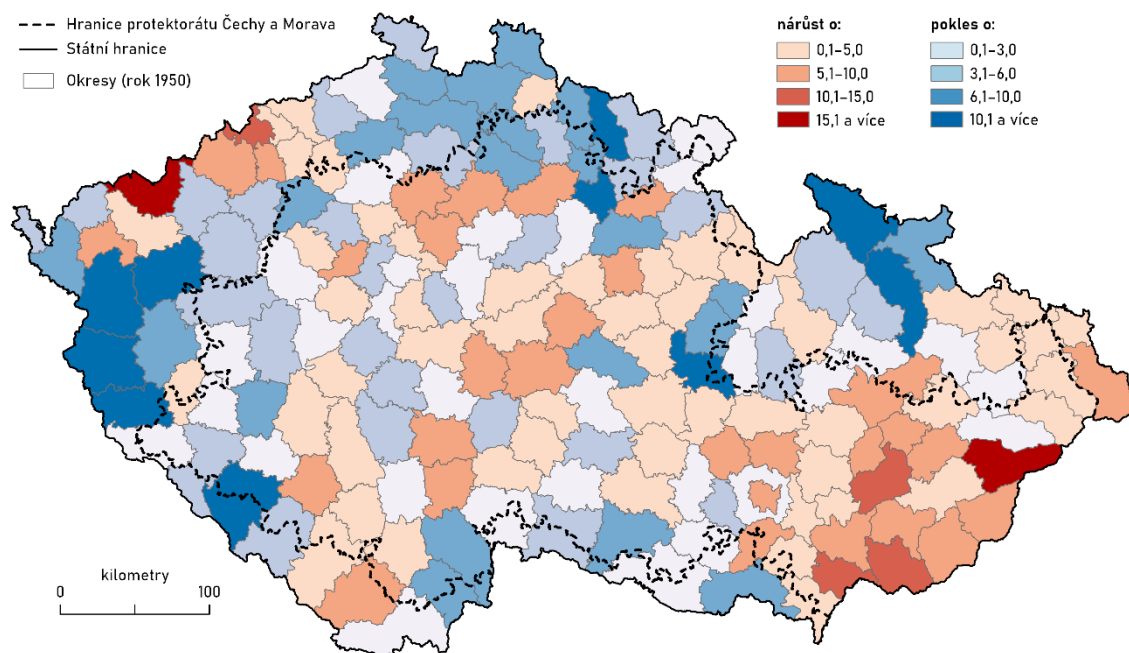 Hranice protektorátu Čechy a Morava
Státní hranice
Okresy (rok 1950)
nárůst o:
0,1–5,0
5,1–10,0
10,1–15,0
15,1 a více
pokles o:
0,1–3,0
3,1–6,0
6,1–10,0
10,1 a více
kilometry
0 100